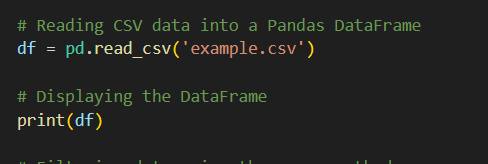 # Reading CSV data into a Pandas DataFrame
df = pd.read_csv('example.csv')
# Displaying the DataFrame
print(df)